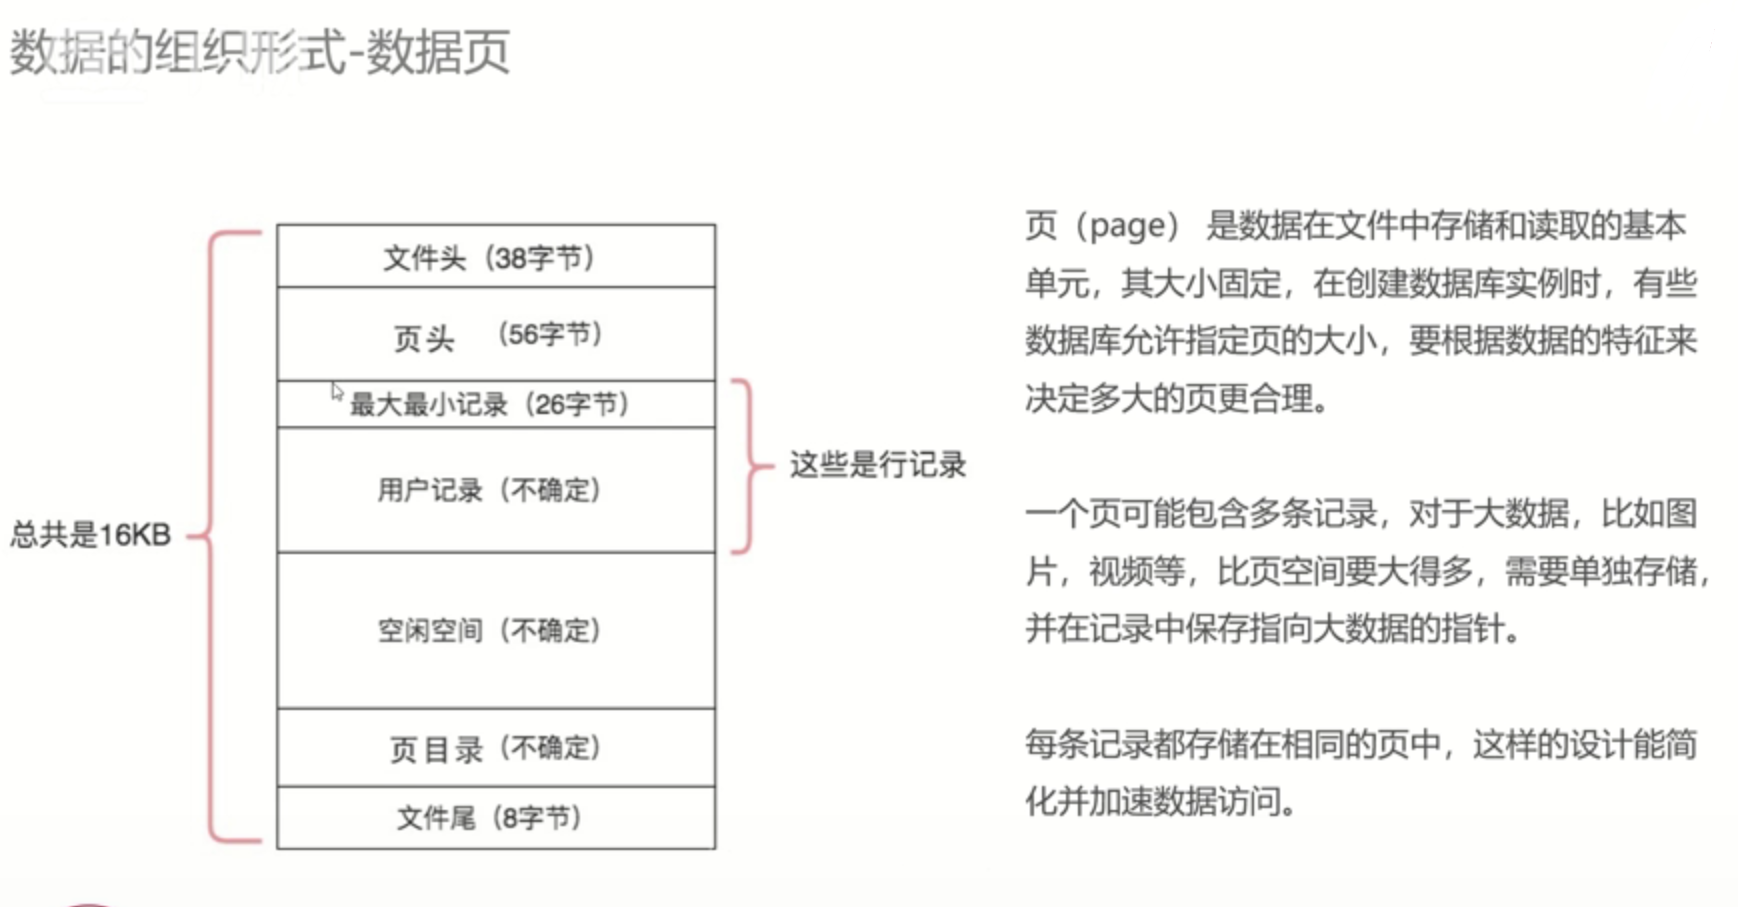 数据的组织形式-数据页
文件头（38字节）
页头 （56字节）
最大最小记录（26字节）
用户记录（不确定）
空闲空间（不确定）
页目录（不确定）
文件尾（8字节）
总共是16KB
这些是行记录
页（page） 是数据在文件中存储和读取的基本
单元，其大小固定，在创建数据库实例时，有些
数据库允许指定页的大小，要根据数据的特征来
决定多大的页更合理。
一个页可能包含多条记录，对于大数据，比如图
片，视频等，比页空间要大得多，需要单独存储，
并在记录中保存指向大数据的指针。
每条记录都存储在相同的页中，这样的设计能简
化并加速数据访问。